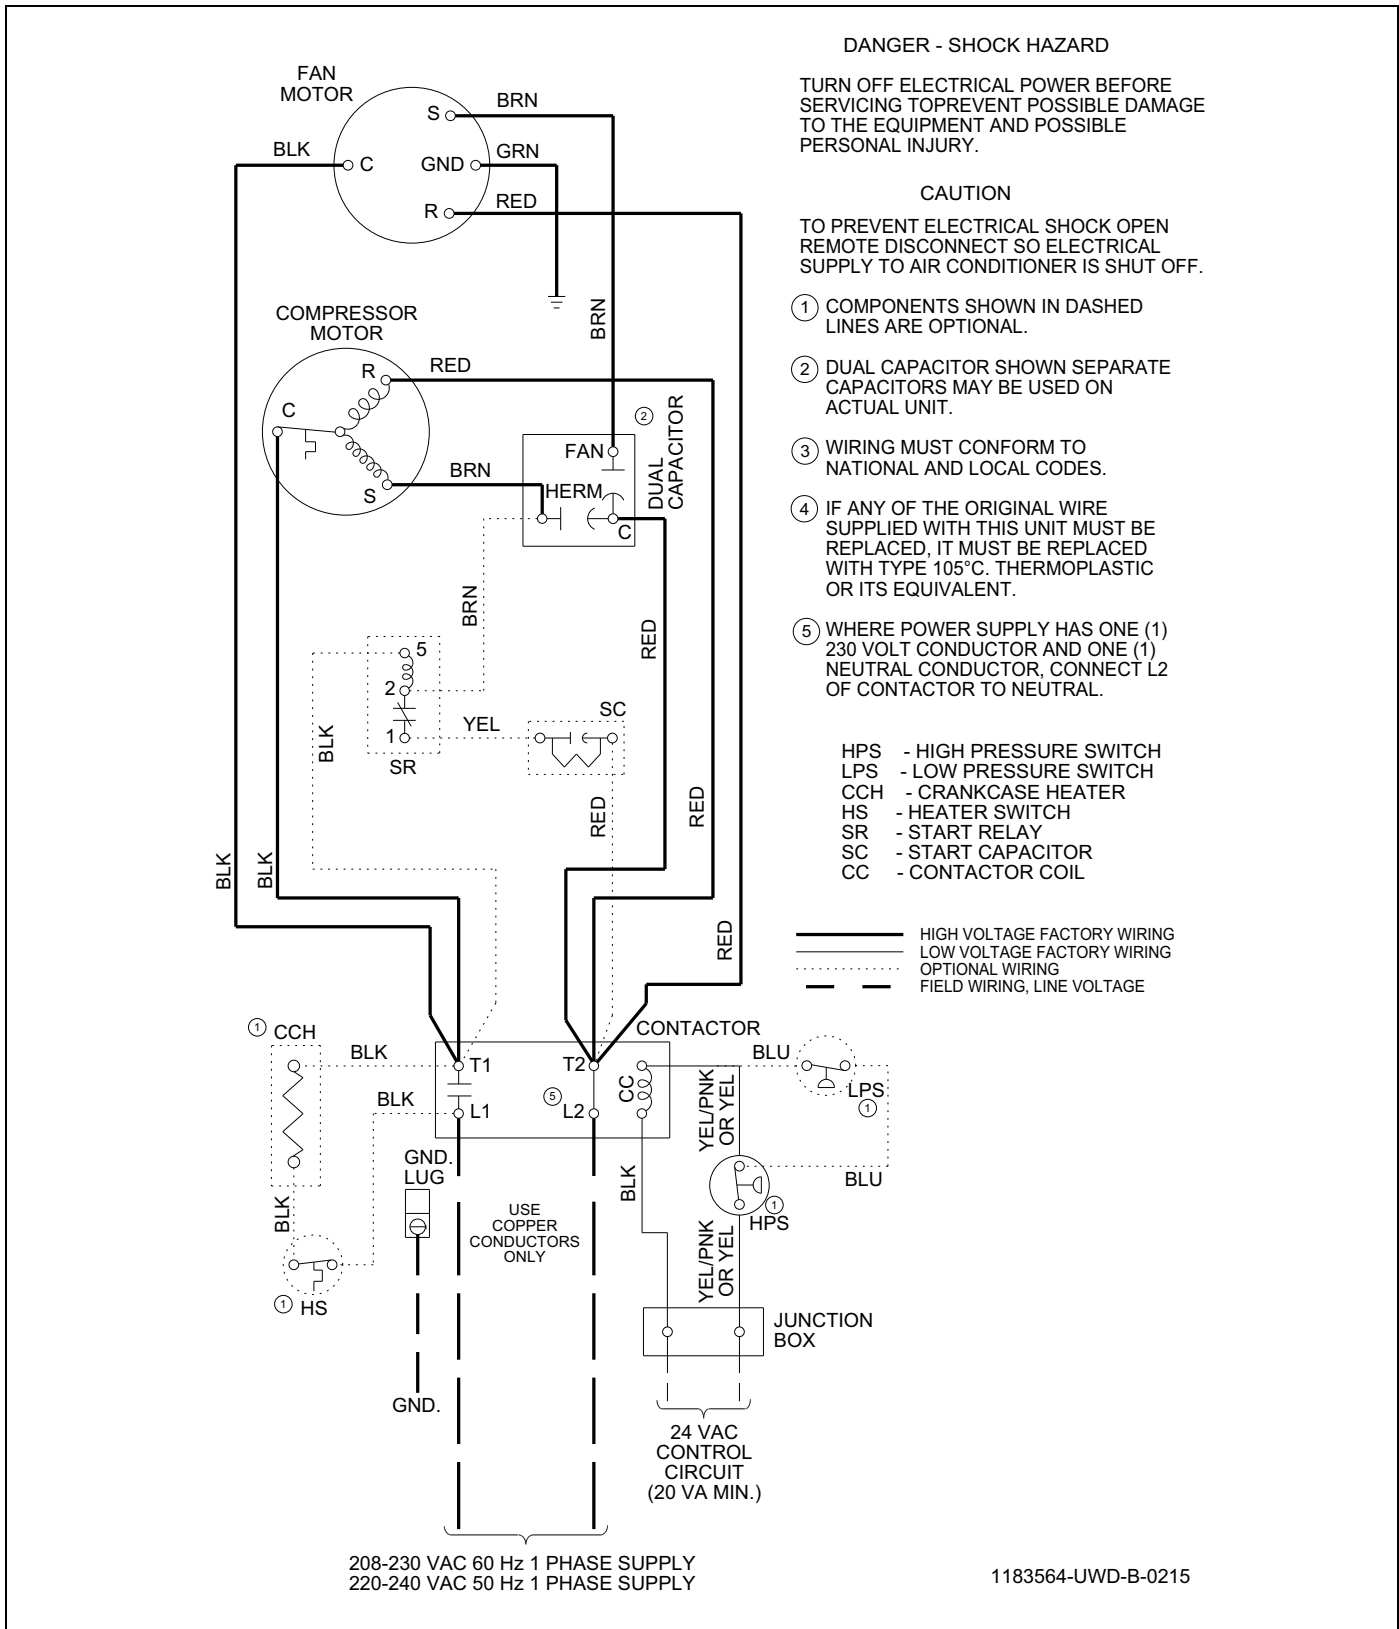 DANGER - SHOCK HAZARD
TURN OFF ELECTRICAL POWER BEFORE
SERVICING TOPREVENT POSSIBLE DAMAGE
TO THE EQUIPMENT AND POSSIBLE
PERSONAL INJURY.
CAUTION
TO PREVENT ELECTRICAL SHOCK OPEN
REMOTE DISCONNECT SO ELECTRICAL
SUPPLY TO AIR CONDITIONER IS SHUT OFF.
1 COMPONENTS SHOWN IN DASHED
LINES ARE OPTIONAL.
2 DUAL CAPACITOR SHOWN SEPARATE
CAPACITORS MAY BE USED ON
ACTUAL UNIT.
3 WIRING MUST CONFORM TO
NATIONAL AND LOCAL CODES.
4 IF ANY OF THE ORIGINAL WIRE
SUPPLIED WITH THIS UNIT MUST BE
REPLACED, IT MUST BE REPLACED
WITH TYPE 105°C. THERMOPLASTIC
OR ITS EQUIVALENT.
5 WHERE POWER SUPPLY HAS ONE (1)
230 VOLT CONDUCTOR AND ONE (1)
NEUTRAL CONDUCTOR, CONNECT L2
OF CONTACTOR TO NEUTRAL.
HPS - HIGH PRESSURE SWITCH
LPS - LOW PRESSURE SWITCH
CCH - CRANKCASE HEATER
HS - HEATER SWITCH
SR - START RELAY
SC - START CAPACITOR
CC - CONTACTOR COIL
HIGH VOLTAGE FACTORY WIRING
LOW VOLTAGE FACTORY WIRING
OPTIONAL WIRING
FIELD WIRING, LINE VOLTAGE
FAN
MOTOR
S
BRN
BLK
C
GND
GRN
R
RED
BRN
COMPRESSOR
MOTOR
R
RED
C
S
BRN
2
DUAL
CAPACITOR
FAN
HERM
C
BRN
RED
5
2
1
SR
YEL
SC
BLK
RED
RED
BLK
BLK
RED
CONTACTOR
1 CCH
BLK
T1
T2
CC
BLU
LPS
1
BLK
L1
5 L2
YEL/PNK
OR YEL
GND.
LUG
BLK
BLK
BLU
1
HPS
USE
COPPER
CONDUCTORS
ONLY
YEL/PNK
OR YEL
1 HS
JUNCTION
BOX
GND.
24 VAC
CONTROL
CIRCUIT
(20 VA MIN.)
208-230 VAC 60 Hz 1 PHASE SUPPLY
220-240 VAC 50 Hz 1 PHASE SUPPLY
1183564-UWD-B-0215